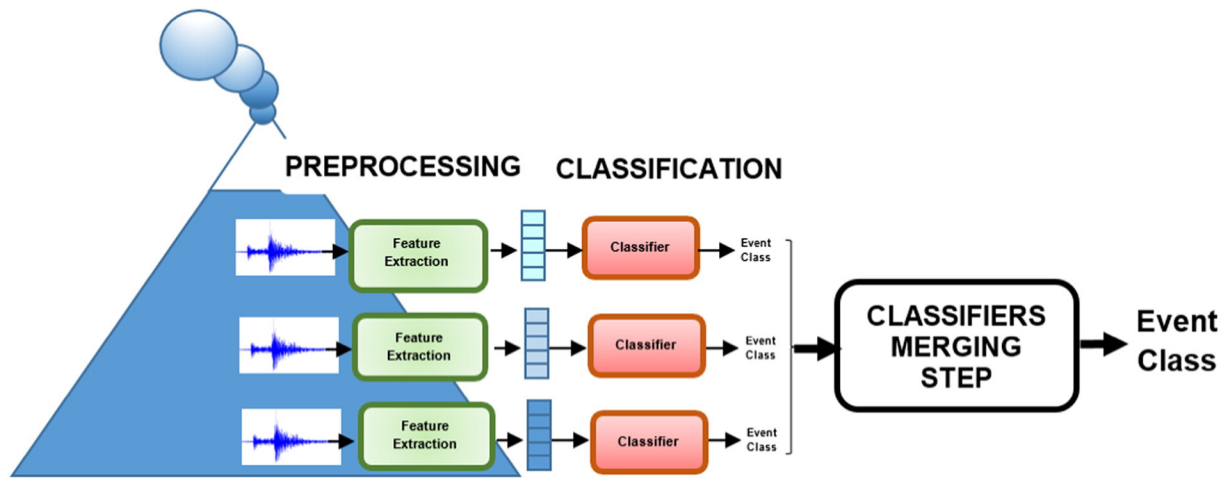 PREPROCESSING
CLASSIFICATION
Feature
Extraction
Classifier
Event
Class
Feature
Extraction
Classifier
Event
Class
Feature
Extraction
Classifier
Event
Class
CLASSIFIERS
MERGING
STEP
Event
Class